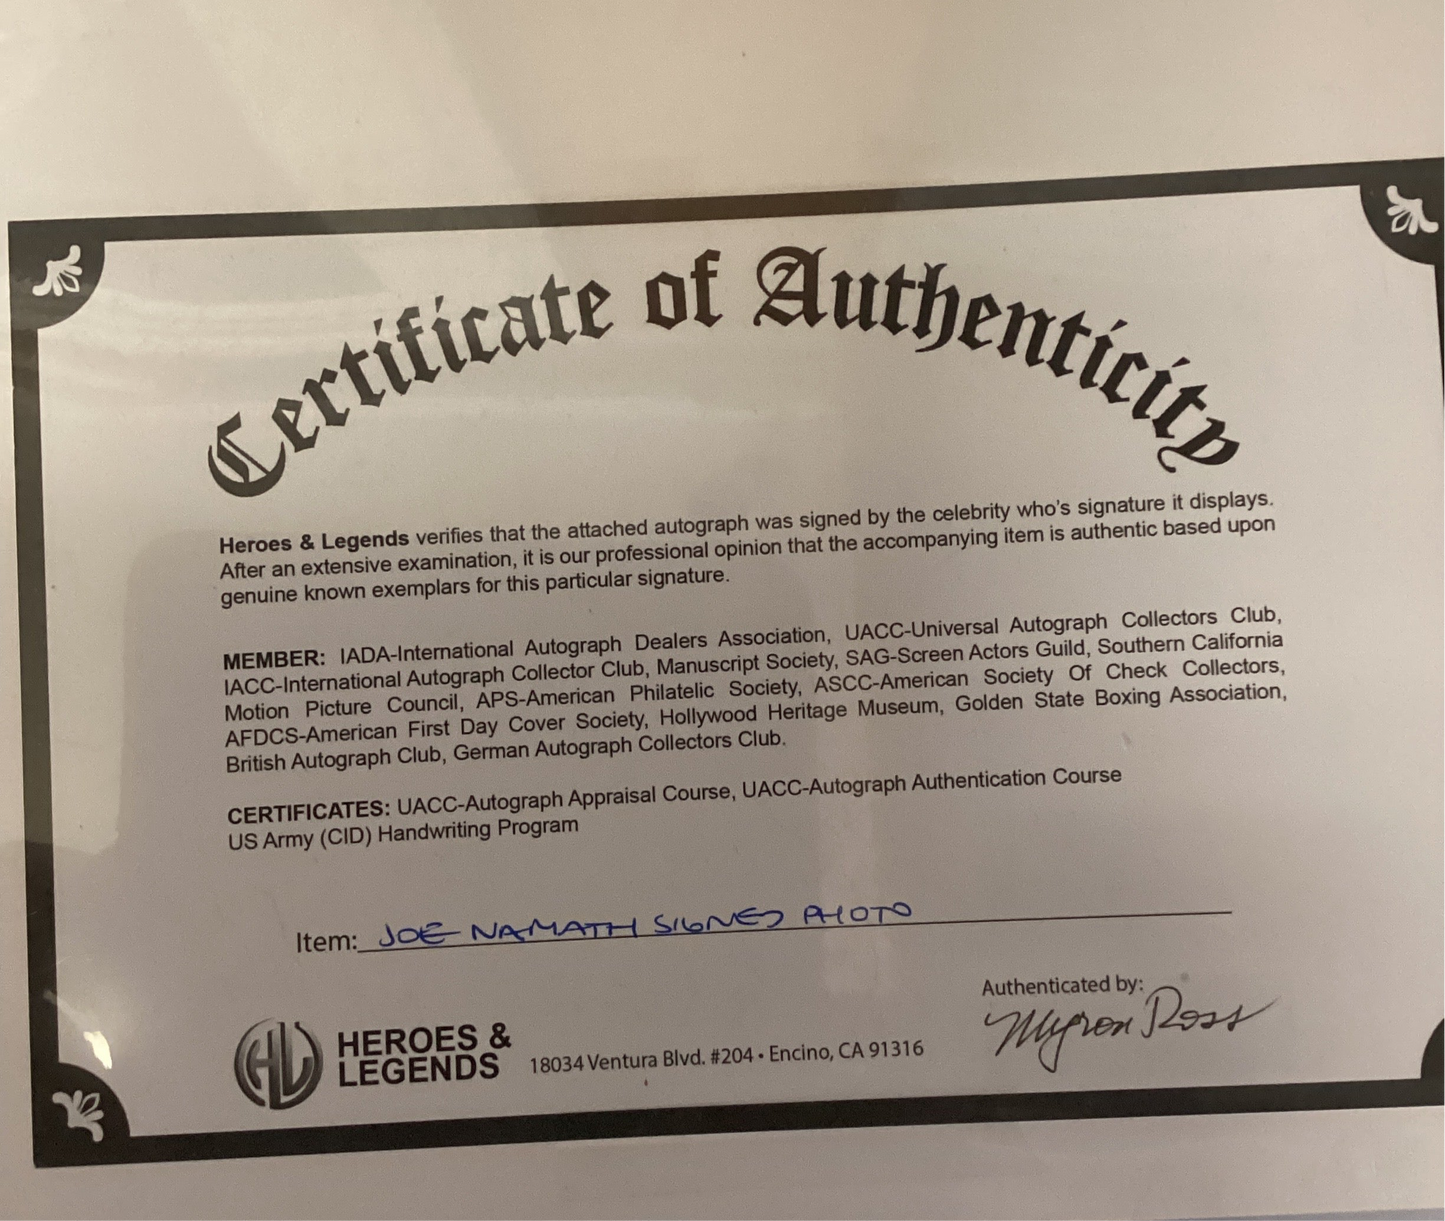 Certificate of Authenticity
Heroes & Legends verifies that the attached autograph was signed by the celebrity who's signature it displays.
After an extensive examination, it is our professional opinion that the accompanying item is authentic based upon
genuine known exemplars for this particular signature.
MEMBER: IADA-International Autograph Dealers Association, UACC-Universal Autograph Collectors Club,
IACC-International Autograph Collector Club, Manuscript Society, SAG-Screen Actors Guild, Southern California
Motion Picture Council, APS-American Philatelic Society, ASCC-American Society Of Check Collectors,
AFDCS-American First Day Cover Society, Hollywood Heritage Museum, Golden State Boxing Association,
British Autograph Club, German Autograph Collectors Club.
CERTIFICATES: UACC-Autograph Appraisal Course, UACC-Autograph Authentication Course
US Army (CID) Handwriting Program
Item: JOE NAMATH SIGNED PHOTO
Authenticated by:
Myron Ross
HL
HEROES &
LEGENDS
18034 Ventura Blvd. #204 • Encino, CA 91316